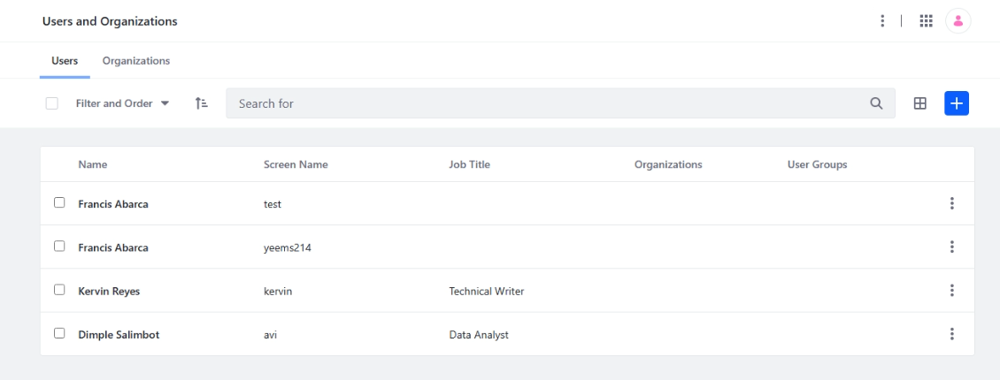 Users and Organizations
Users Organizations
Filter and Order Search for
Name Screen Name Job Title Organizations User Groups
Francis Abarca test
Francis Abarca yeems214
Kervin Reyes kervin Technical Writer
Dimple Salimbot avi Data Analyst